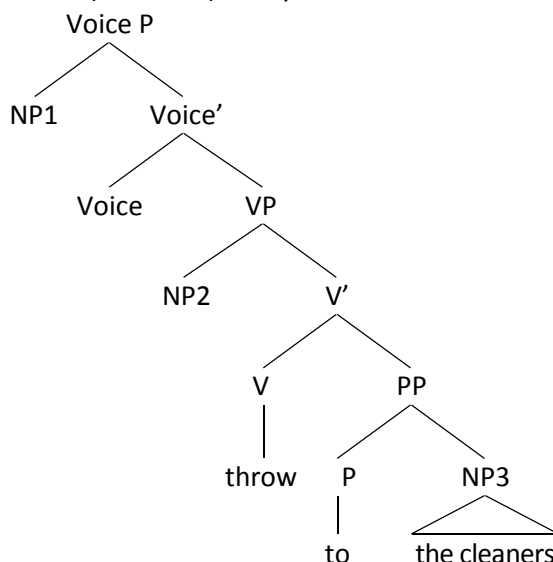 Voice P
NP1 Voice’
Voice VP
NP2 V’
V PP
throw P NP3
to the cleaners